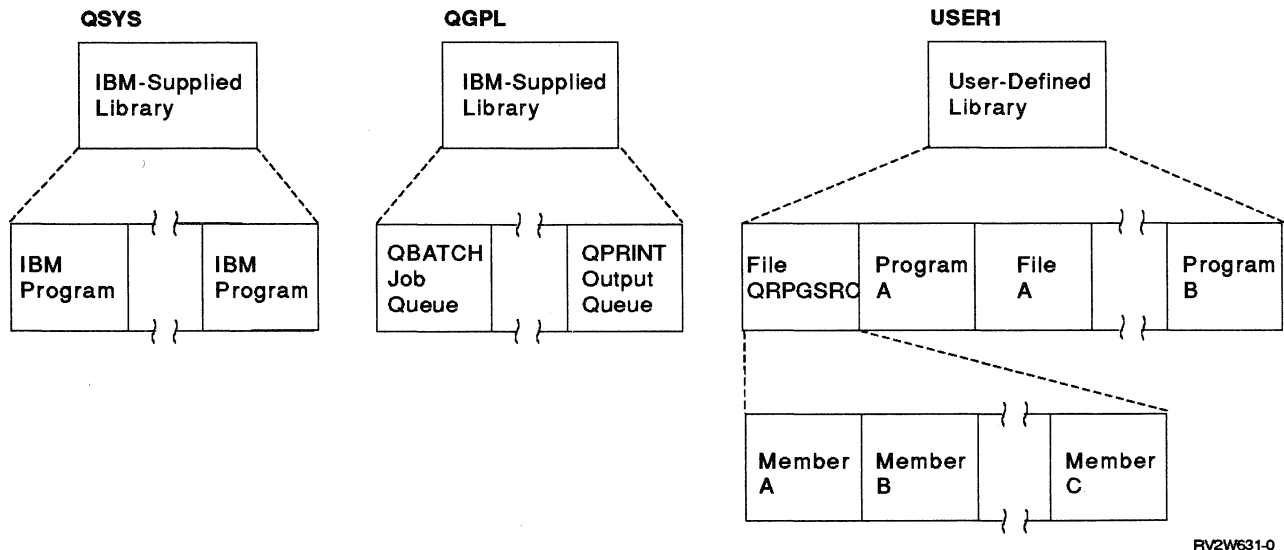 QSYS
IBM-Supplied
Library
IBM
Program
IBM
Program
QGPL
IBM-Supplied
Library
QBATCH
Job
Queue
QPRINT
Output
Queue
USER1
User-Defined
Library
File
QRPGSRC
Program
A
File
A
Program
B
Member
A
Member
B
Member
C
RV2W631-0